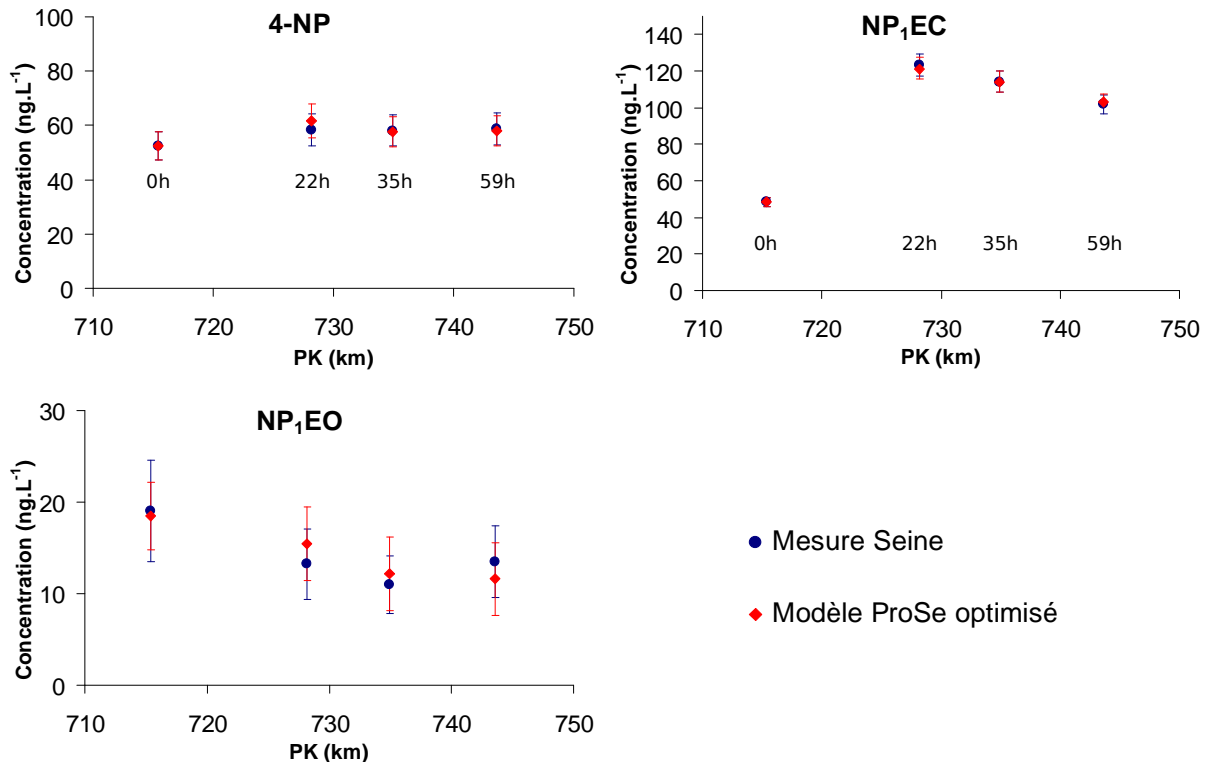 4-NP
Concentration (ng.L⁻¹)
100
80
60
40
20
0
0h
22h
35h
59h
710
720
730
740
750
PK (km)
NP₁EC
Concentration (ng.L⁻¹)
140
120
100
80
60
40
20
0
0h
22h
35h
59h
710
720
730
740
750
PK (km)
NP₁EO
Concentration (ng.L⁻¹)
30
20
10
0
710
720
730
740
750
PK (km)
Mesure Seine
Modèle ProSe optimisé